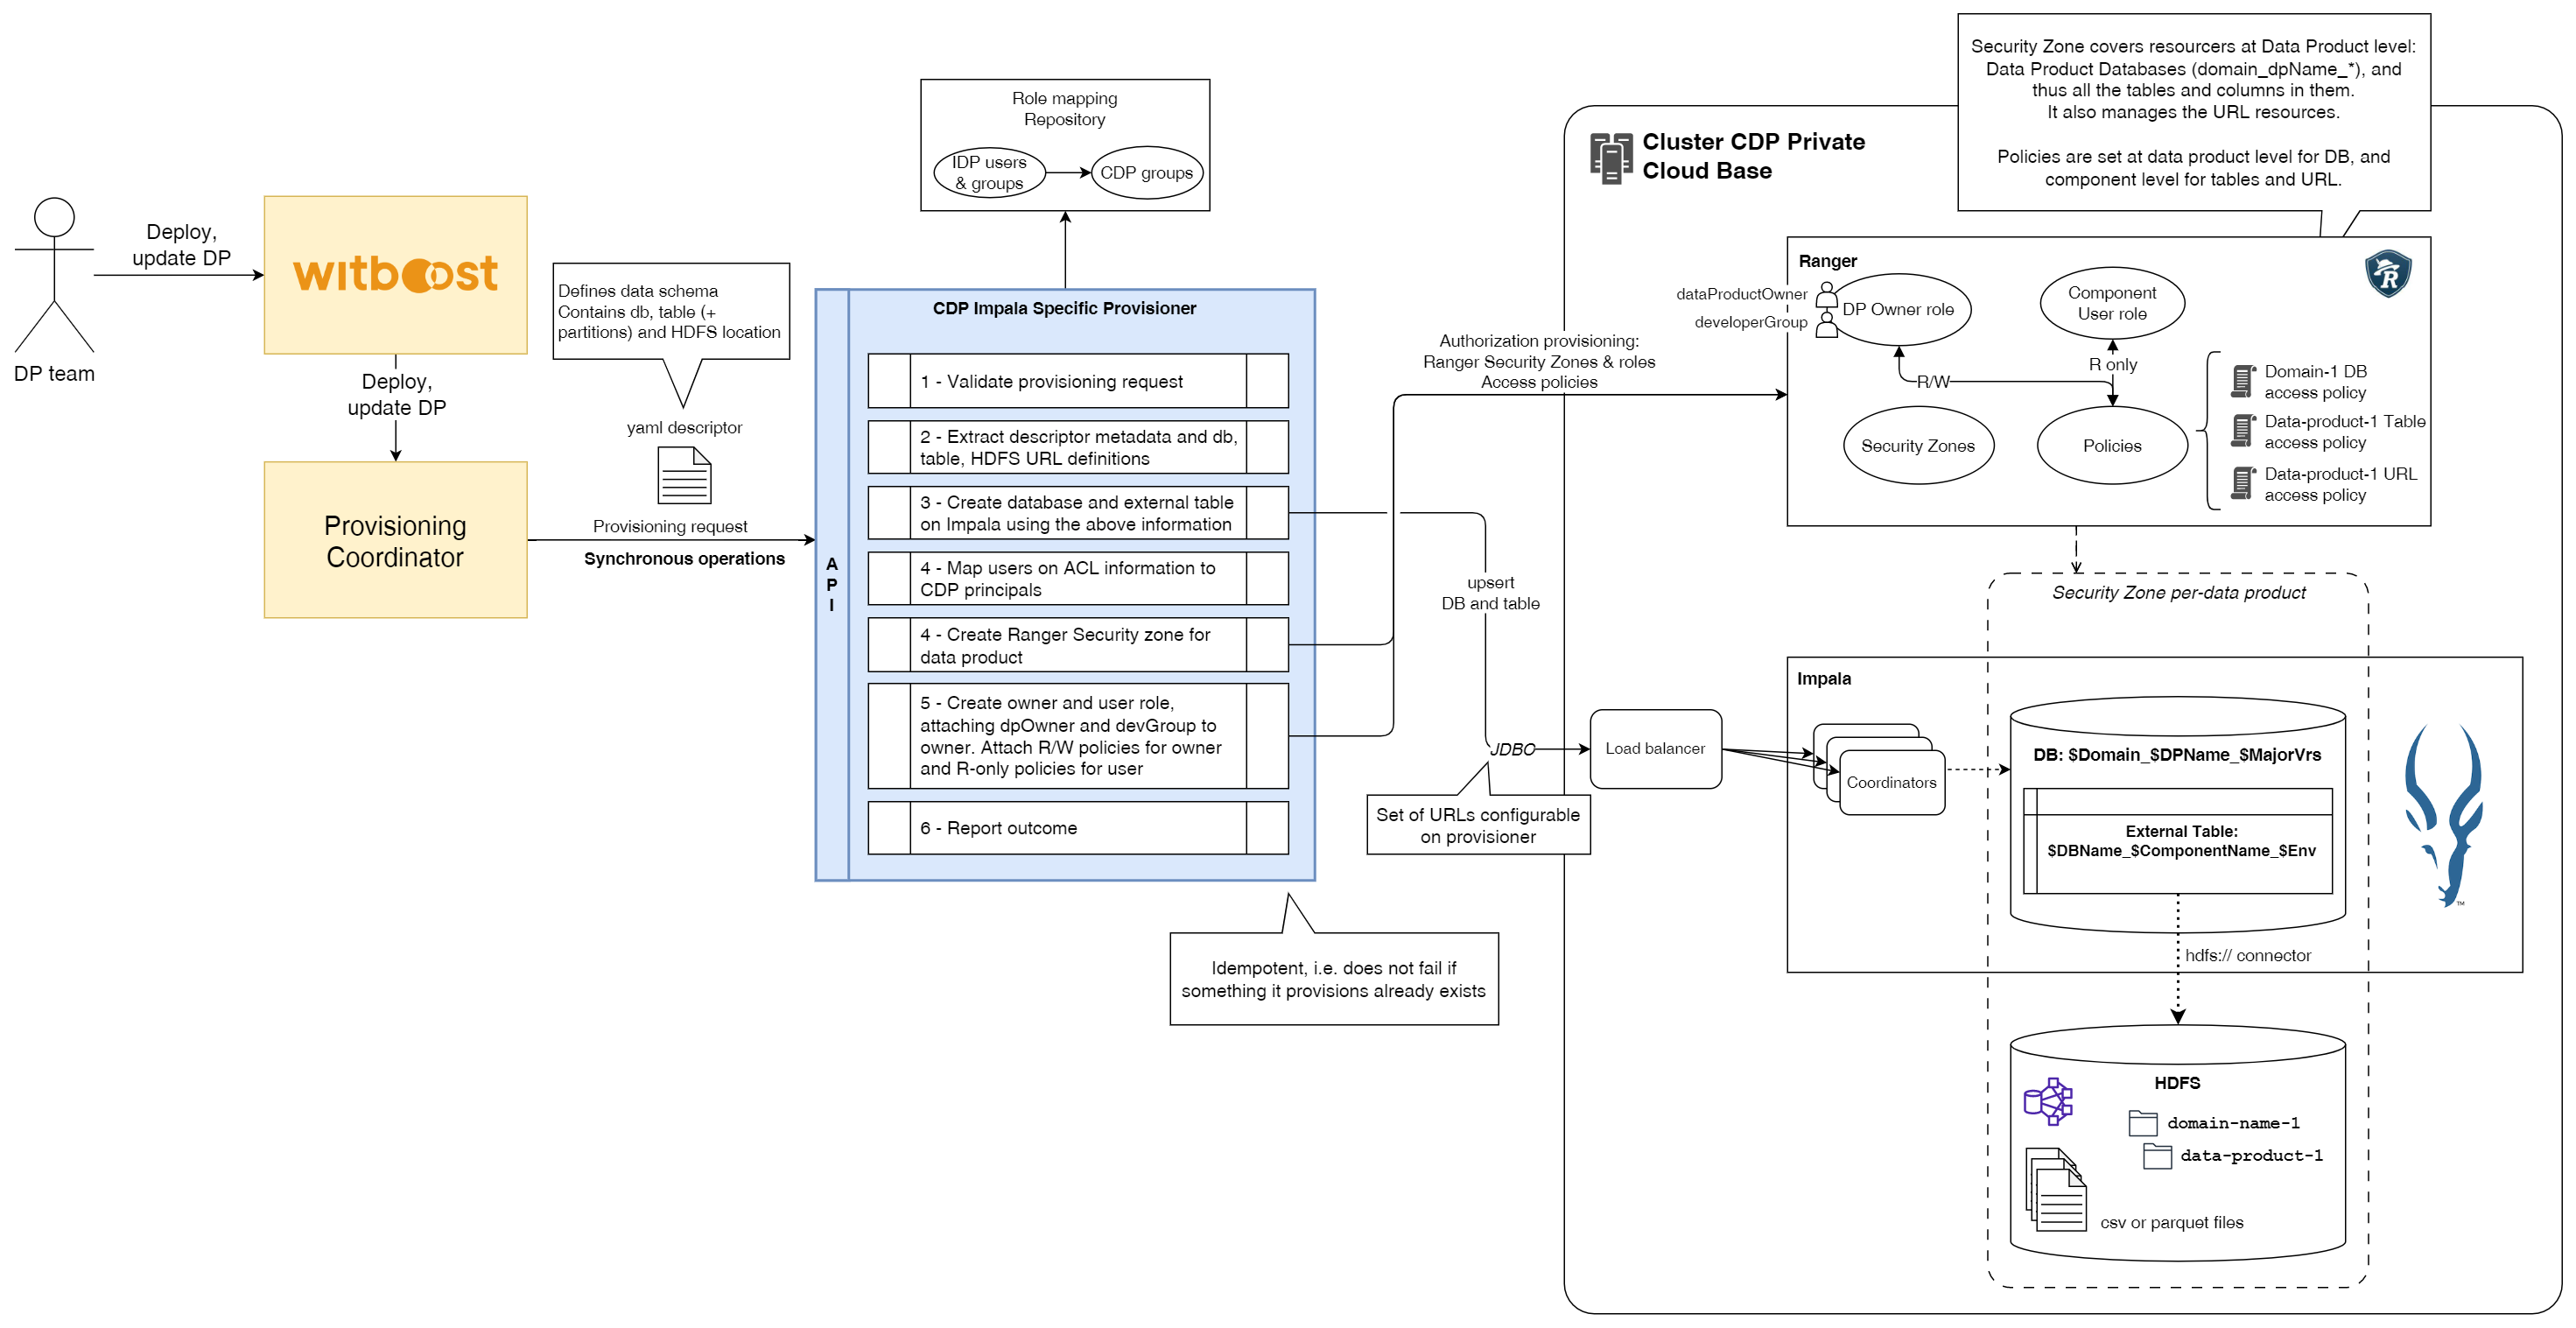 Security Zone covers resourcers at Data Product level:
Data Product Databases (domain_dpName_*), and
thus all the tables and columns in them.
It also manages the URL resources.
Policies are set at data product level for DB, and
component level for tables and URL.
Role mapping
Repository
IDP users
& groups
CDP groups
Cluster CDP Private
Cloud Base
DP team
Deploy,
update DP
witboost
Deploy,
update DP
Provisioning
Coordinator
Defines data schema
Contains db, table (+
partitions) and HDFS location
yaml descriptor
Provisioning request
Synchronous operations
A
P
I
CDP Impala Specific Provisioner
1 - Validate provisioning request
2 - Extract descriptor metadata and db,
table, HDFS URL definitions
3 - Create database and external table
on Impala using the above information
4 - Map users on ACL information to
CDP principals
4 - Create Ranger Security zone for
data product
5 - Create owner and user role,
attaching dpOwner and devGroup to
owner. Attach R/W policies for owner
and R-only policies for user
6 - Report outcome
Idempotent, i.e. does not fail if
something it provisions already exists
Authorization provisioning:
Ranger Security Zones & roles
Access policies
upsert
DB and table
JDBC
Set of URLs configurable
on provisioner
Ranger
R
dataProductOwner
developerGroup
DP Owner role
Component
User role
R/W
R only
Security Zones
Policies
Domain-1 DB
access policy
Data-product-1 Table
access policy
Data-product-1 URL
access policy
Security Zone per-data product
Impala
Load balancer
Coordinators
DB: $Domain_$DPName_$MajorVrs
External Table:
$DBName_$ComponentName_$Env
TM
hdfs:// connector
HDFS
domain-name-1
data-product-1
csv or parquet files